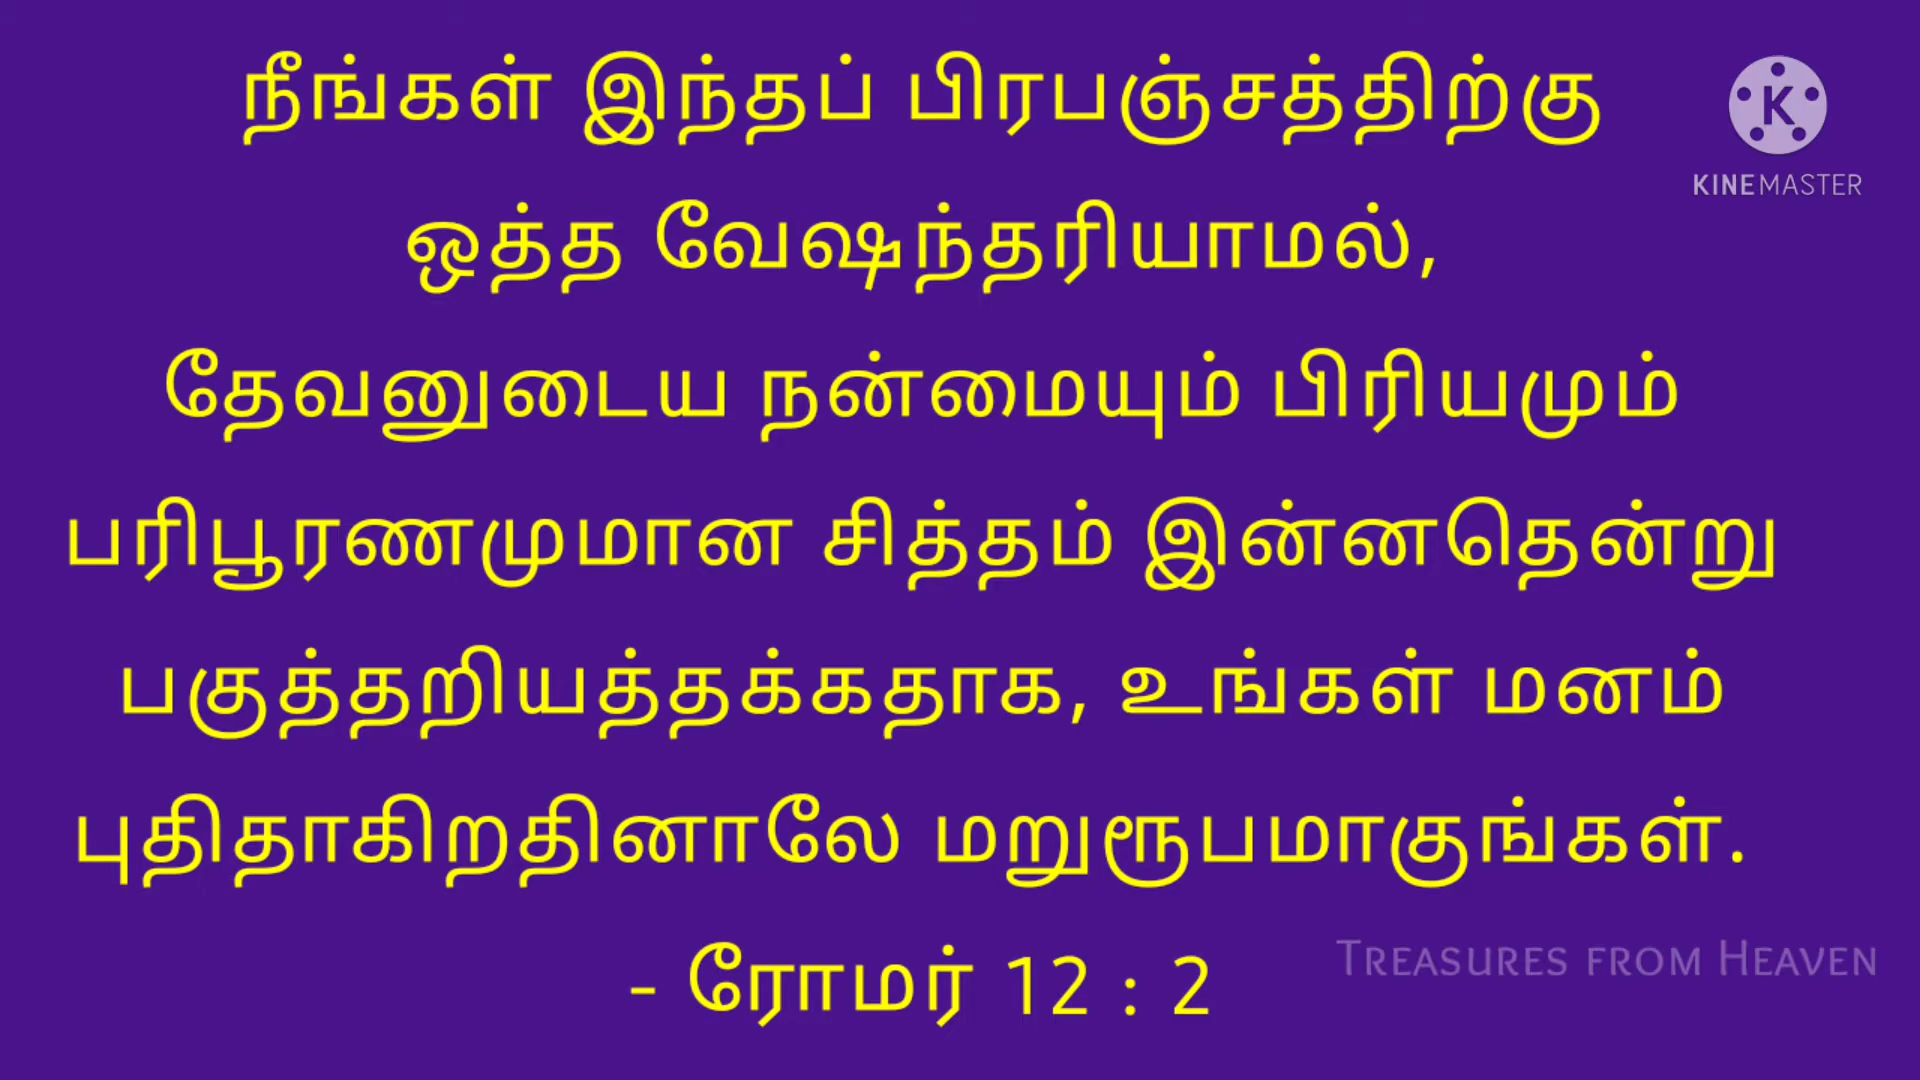 நீங்கள் இந்தப் பிரபஞ்சத்திற்கு
ஒத்த வேஷந்தரியாமல்,
தேவனுடைய நன்மையும் பிரியமும்
பரிபூரணமுமான சித்தம் இன்னதென்று
பகுத்தறியத்தக்கதாக, உங்கள் மனம்
புதிதாகிறதினாலே மறுரூபமாகுங்கள்.
- ரோமர் 12 : 2
K
KINEMASTER
TREASURES FROM HEAVEN